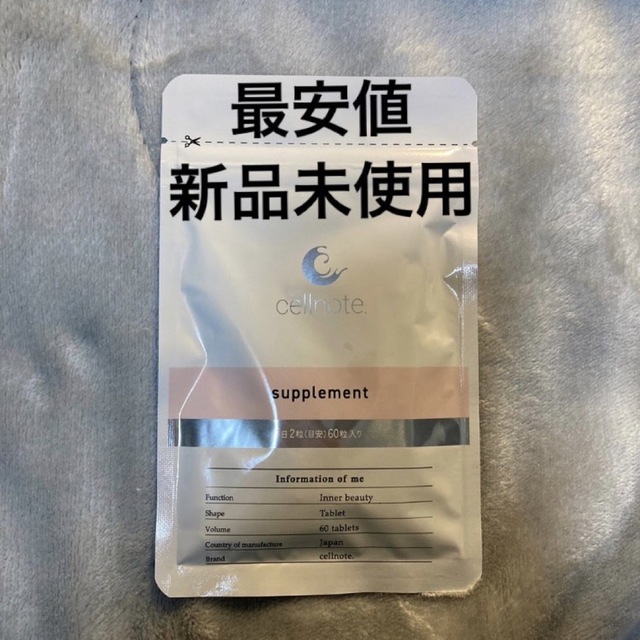 最安値
新品未使用
cellnote.
supplement
日2粒(目安)60粒入り
Information of me
Function Inner beauty
Shape Tablet
Volume 60 tablets
Country of manufacture Japan
Brand cellnote.